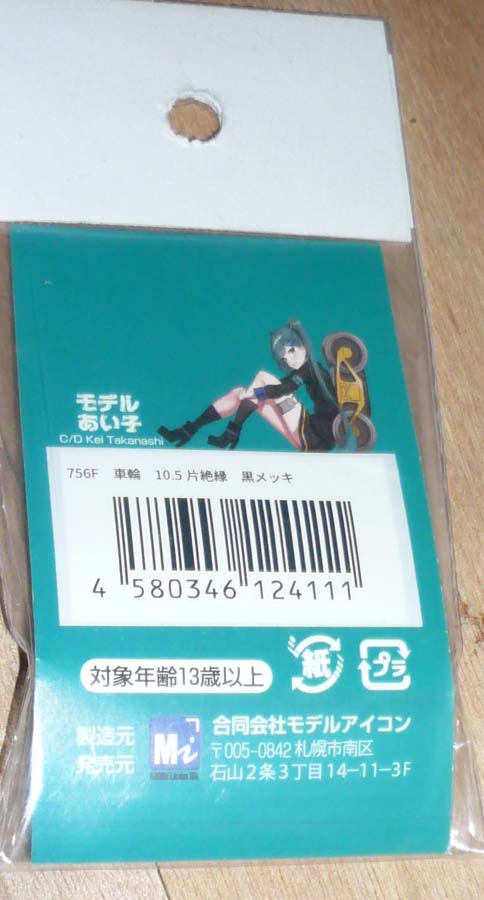 モデル
あい子
C/D Kei Takanashi
756F 車輪 10.5片絶縁 黒メッキ
4 580346 124111
対象年齢13歳以上
紙
プラ
製造元
発売元
Mi
合同会社モデルアイコン
〒005-0842 札幌市南区
石山2条3丁目14-11-3F